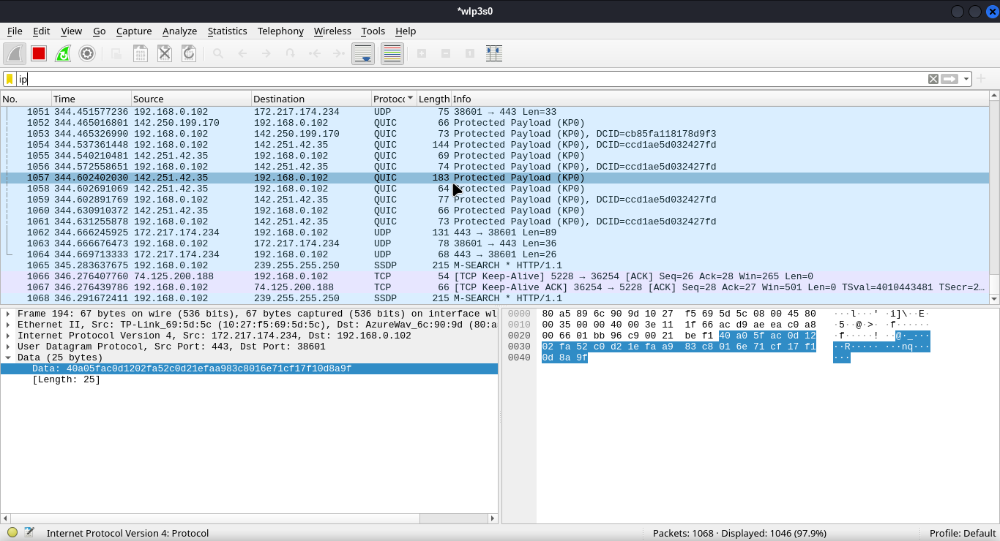 *wlp3s0
File Edit View Go Capture Analyze Statistics Telephony Wireless Tools Help
ip
No. Time Source Destination Protoc Length Info
1051 344.451577236 192.168.0.102 172.217.174.234 UDP 75 38601 → 443 Len=33
1052 344.465016801 142.250.199.170 192.168.0.102 QUIC 66 Protected Payload (KP0)
1053 344.465326990 192.168.0.102 142.250.199.170 QUIC 73 Protected Payload (KP0), DCID=cb85fa118178d9f3
1054 344.537361448 192.168.0.102 142.251.42.35 QUIC 144 Protected Payload (KP0), DCID=ccd1ae5d032427fd
1055 344.540210481 142.251.42.35 192.168.0.102 QUIC 69 Protected Payload (KP0)
1056 344.572558651 192.168.0.102 142.251.42.35 QUIC 74 Protected Payload (KP0), DCID=ccd1ae5d032427fd
1057 344.602402030 142.251.42.35 192.168.0.102 QUIC 183 Protected Payload (KP0)
1058 344.602691069 142.251.42.35 192.168.0.102 QUIC 64 Protected Payload (KP0)
1059 344.602891769 192.168.0.102 142.251.42.35 QUIC 77 Protected Payload (KP0), DCID=ccd1ae5d032427fd
1060 344.630910372 142.251.42.35 192.168.0.102 QUIC 66 Protected Payload (KP0)
1061 344.631255878 192.168.0.102 142.251.42.35 QUIC 73 Protected Payload (KP0), DCID=ccd1ae5d032427fd
1062 344.666245925 172.217.174.234 192.168.0.102 UDP 131 443 → 38601 Len=89
1063 344.666676473 192.168.0.102 172.217.174.234 UDP 78 38601 → 443 Len=36
1064 344.669713333 172.217.174.234 192.168.0.102 UDP 68 443 → 38601 Len=26
1065 345.283637675 192.168.0.102 239.255.255.250 SSDP 215 M-SEARCH * HTTP/1.1
1066 346.276407760 74.125.200.188 192.168.0.102 TCP 54 [TCP Keep-Alive] 5228 → 36254 [ACK] Seq=26 Ack=28 Win=265 Len=0
1067 346.276439786 192.168.0.102 74.125.200.188 TCP 66 [TCP Keep-Alive ACK] 36254 → 5228 [ACK] Seq=28 Ack=27 Win=501 Len=0 TSval=4010443481 TSecr=2…
1068 346.291672411 192.168.0.102 239.255.255.250 SSDP 215 M-SEARCH * HTTP/1.1
Frame 194: 67 bytes on wire (536 bits), 67 bytes captured (536 bits) on interface wl
Ethernet II, Src: TP-Link_69:5d:5c (10:27:f5:69:5d:5c), Dst: AzureWav_6c:90:9d (80:a
Internet Protocol Version 4, Src: 172.217.174.234, Dst: 192.168.0.102
User Datagram Protocol, Src Port: 443, Dst Port: 38601
Data (25 bytes)
Data: 40a05fac0d1202fa52c0d21efaa983c8016e71cf17f10d8a9f
[Length: 25]
0000 80 a5 89 6c 90 9d 10 27 f5 69 5d 5c 08 00 45 80 ···l···' ·i]\··E·
0010 00 35 00 00 40 00 3e 11 1f 66 ac d9 ae ea c0 a8 ·5··@·>· ·f······
0020 00 66 01 bb 96 c9 00 21 be f1 40 a0 5f ac 0d 12 ·f·····! ··@·_···
0030 02 fa 52 c0 d2 1e fa a9 83 c8 01 6e 71 cf 17 f1 ··R····· ···nq···
0040 0d 8a 9f ···
Internet Protocol Version 4: Protocol
Packets: 1068 · Displayed: 1046 (97.9%)
Profile: Default